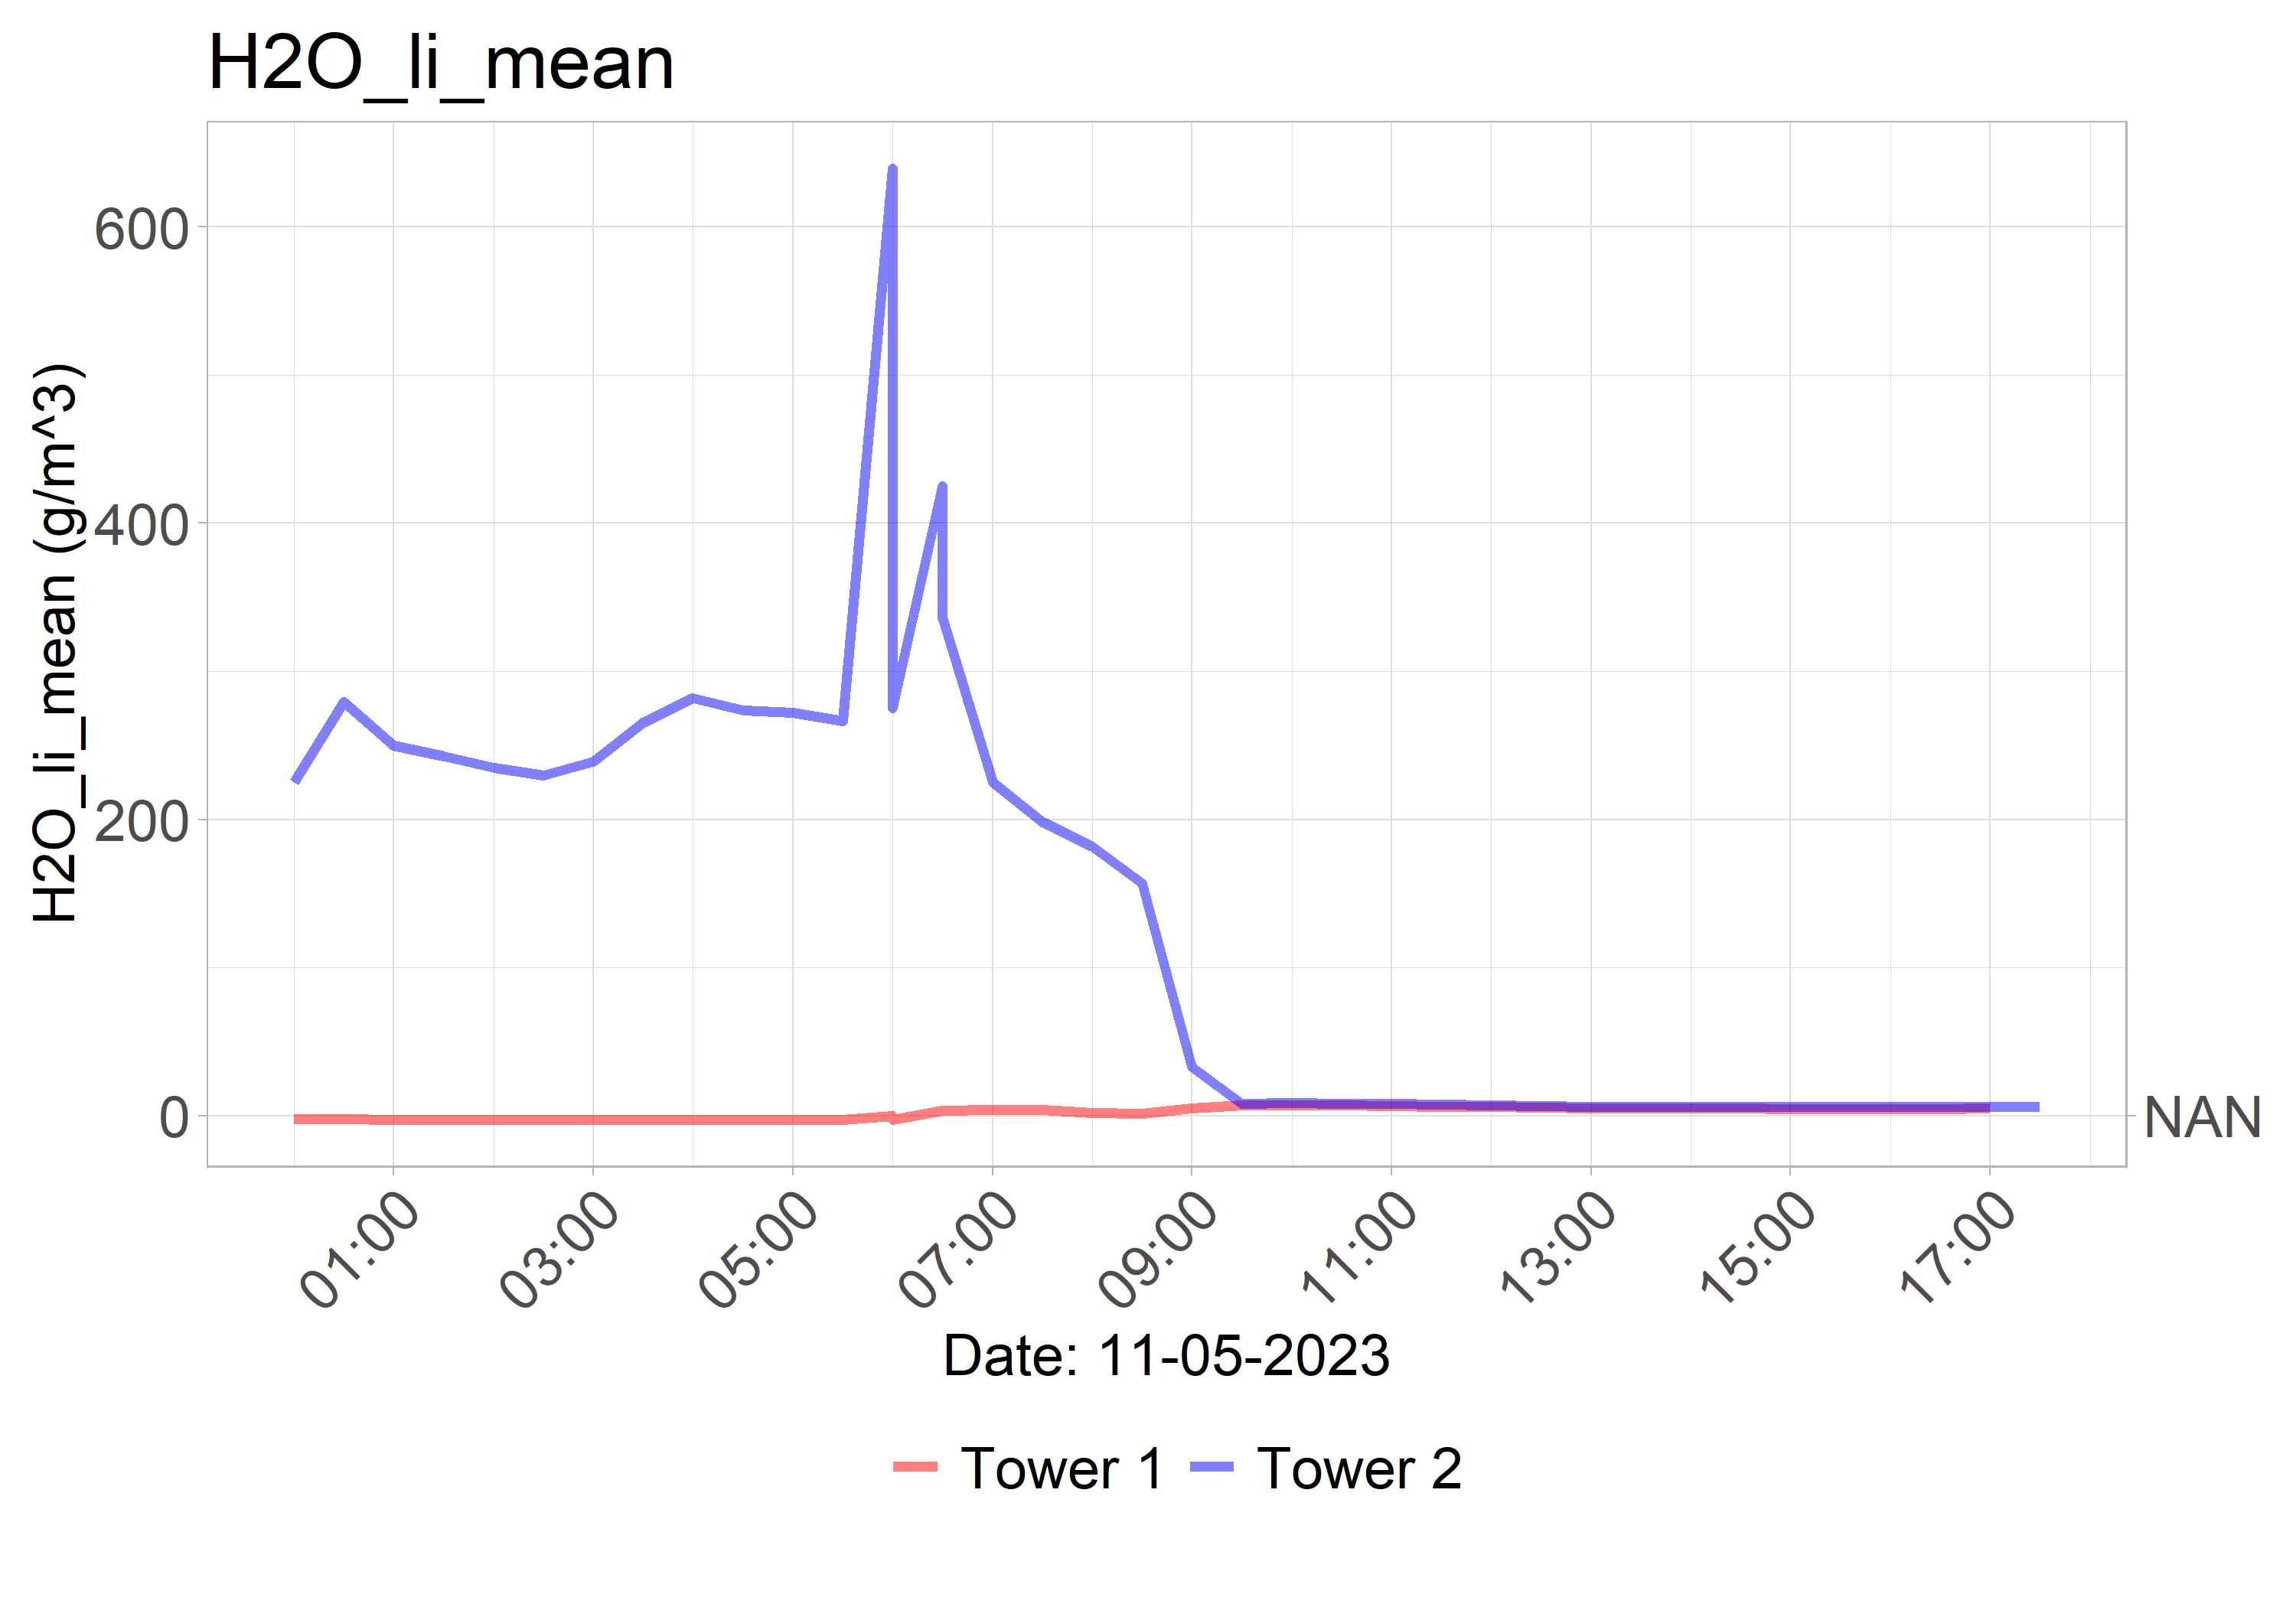 H2O_li_mean
H2O_li_mean (g/m^3)
600
400
200
0
NAN
01:00
03:00
05:00
07:00
09:00
11:00
13:00
15:00
17:00
Date: 11-05-2023
Tower 1
Tower 2